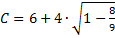 C = 6 + 4 · √(1 − 8/9)